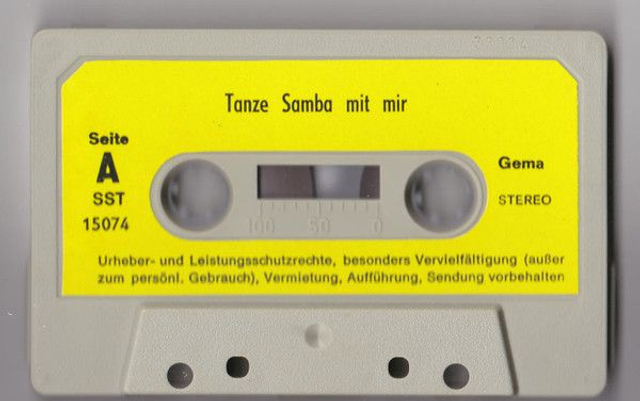 Tanze Samba mit mir
Seite
A
SST
15074
Gema
STEREO
100 50 0
Urheber- und Leistungsschutzrechte, besonders Vervielfältigung (außer
zum persönl. Gebrauch), Vermietung, Aufführung, Sendung vorbehalten